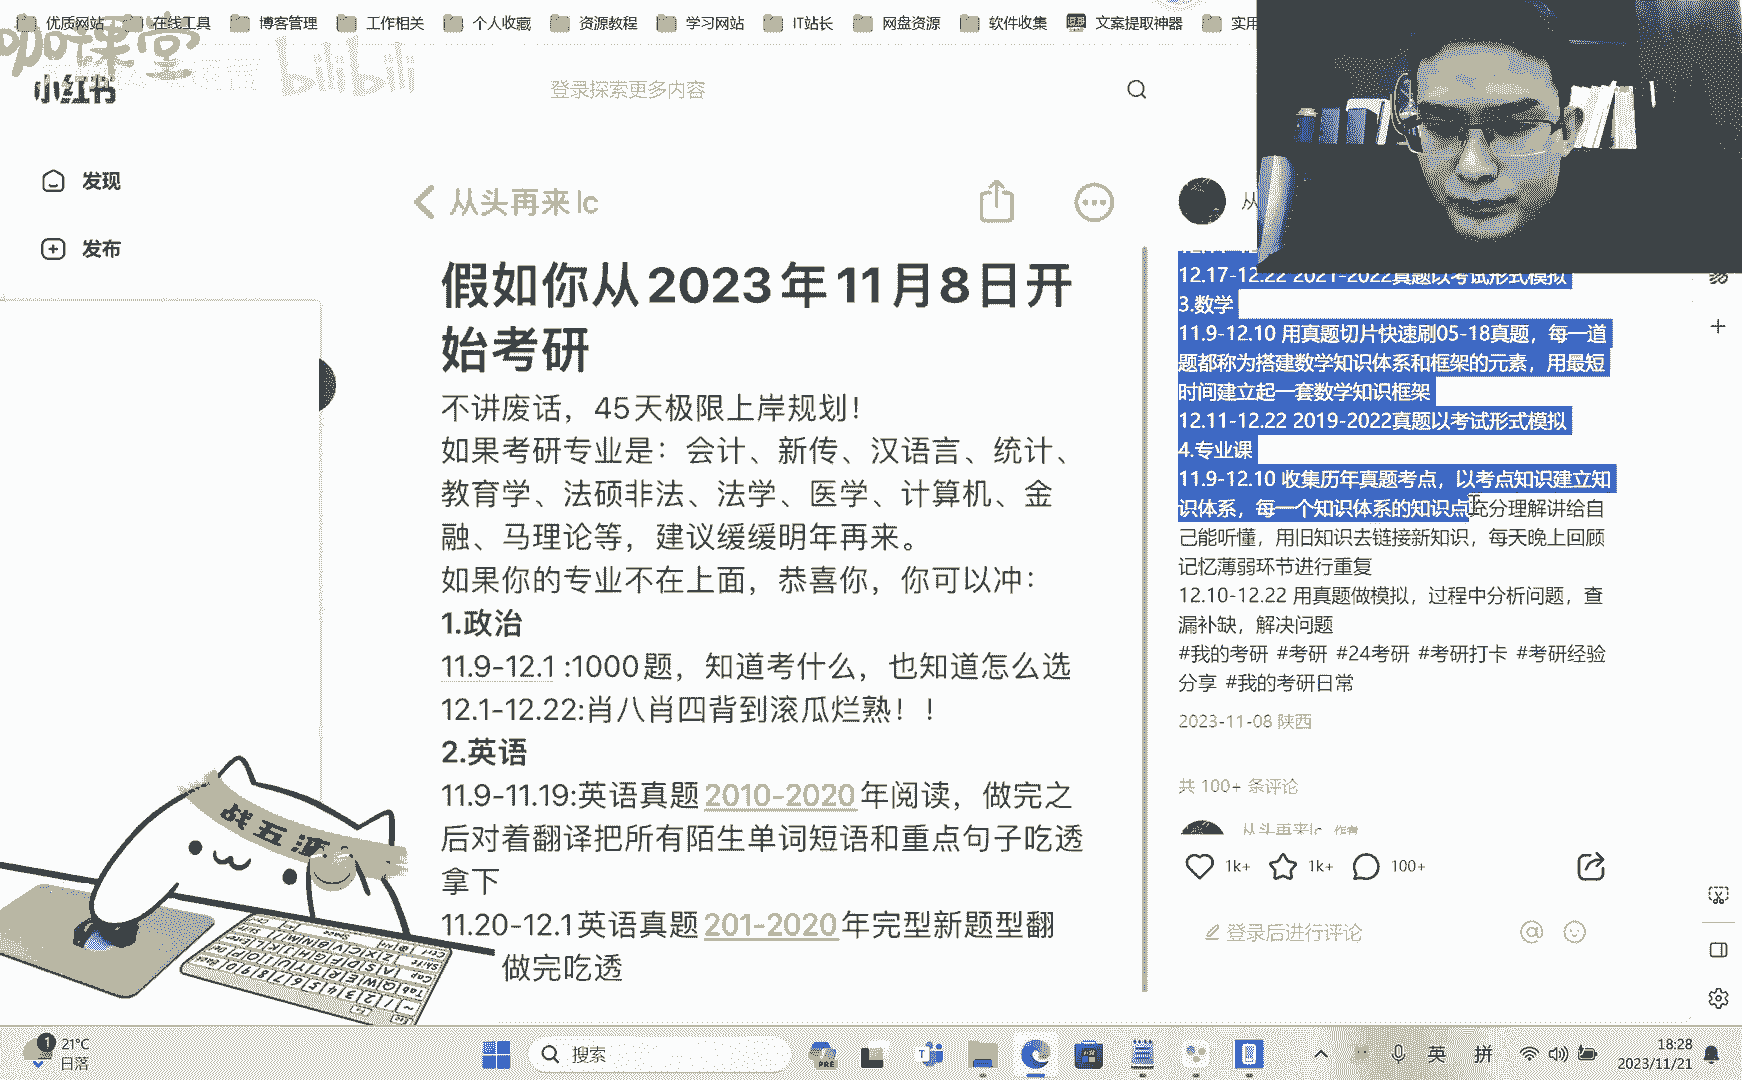 优质网站 在线工具 博客管理 工作相关 个人收藏 资源教程 学习网站 IT站长 网盘资源 软件收集 文案提取神器 实用
咖课堂
bilibili
小红书
登录探索更多内容
发现
发布
从头再来lc
假如你从2023年11月8日开
始考研
不讲废话，45天极限上岸规划！
如果考研专业是：会计、新传、汉语言、统计、
教育学、法硕非法、法学、医学、计算机、金
融、马理论等，建议缓缓明年再来。
如果你的专业不在上面，恭喜你，你可以冲：
1.政治
11.9-12.1 :1000题，知道考什么，也知道怎么选
12.1-12.22:肖八肖四背到滚瓜烂熟！！
2.英语
11.9-11.19:英语真题2010-2020年阅读，做完之
后对着翻译把所有陌生单词短语和重点句子吃透
拿下
11.20-12.1英语真题201-2020年完型新题型翻
做完吃透
从
12.17-12.22 2021-2022真题以考试形式模拟
3.数学
11.9-12.10 用真题切片快速刷05-18真题，每一道
题都称为搭建数学知识体系和框架的元素，用最短
时间建立起一套数学知识框架
12.11-12.22 2019-2022真题以考试形式模拟
4.专业课
11.9-12.10 收集历年真题考点，以考点知识建立知
识体系，每一个知识体系的知识点充分理解讲给自
己能听懂，用旧知识去链接新知识，每天晚上回顾
记忆薄弱环节进行重复
12.10-12.22 用真题做模拟，过程中分析问题，查
漏补缺，解决问题
#我的考研 #考研 #24考研 #考研打卡 #考研经验
分享 #我的考研日常
2023-11-08 陕西
共 100+ 条评论
从头再来lc 作者
1k+ 1k+ 100+
登录后进行评论
1
21°C
日落
搜索
PRE
英 拼
18:28
2023/11/21